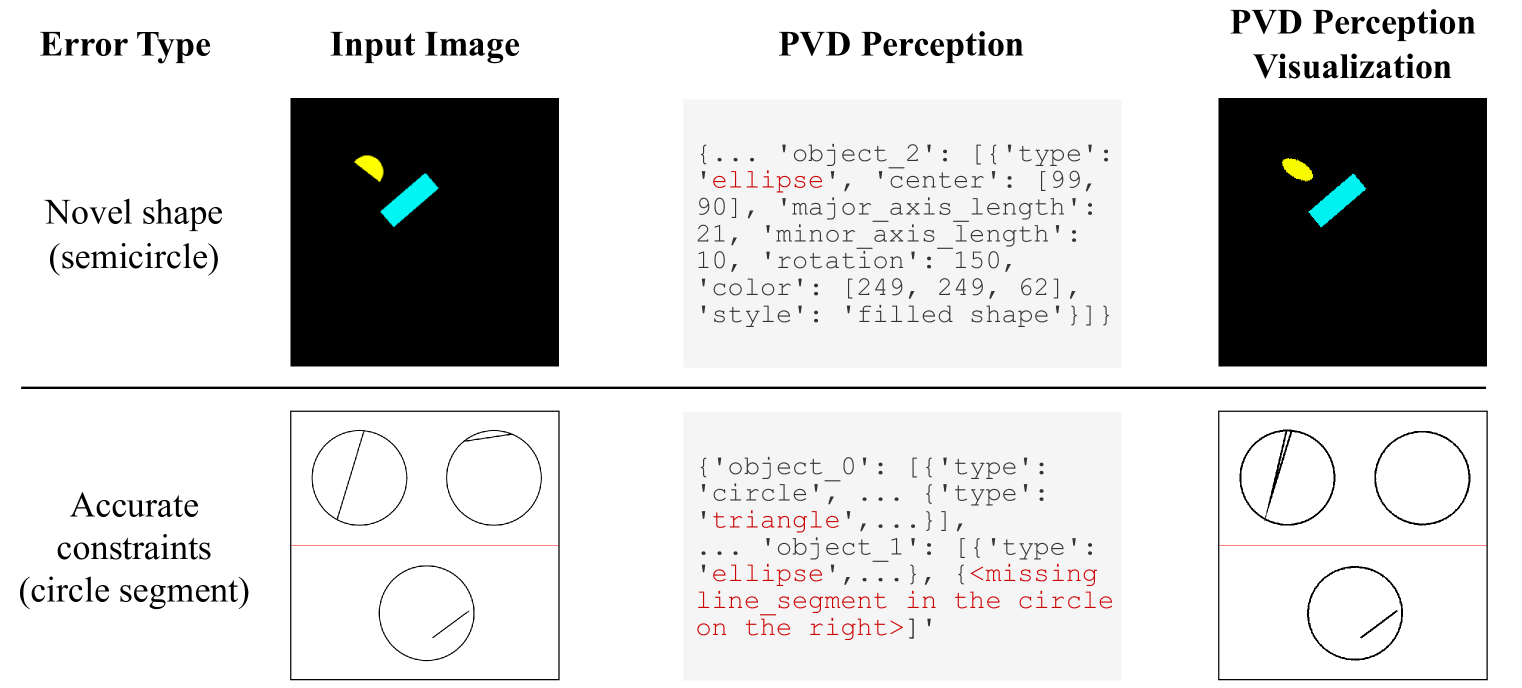 Error Type
Input Image
PVD Perception
PVD Perception
Visualization
Novel shape
(semicircle)
{... 'object_2': [{'type':
'ellipse', 'center': [99,
90], 'major_axis_length':
21, 'minor_axis_length':
10, 'rotation': 150,
'color': [249, 249, 62],
'style': 'filled shape'}]}
Accurate
constraints
(circle segment)
{'object_0': [{'type':
'circle', ... {'type':
'triangle',...}],
... 'object_1': [{'type':
'ellipse',...}, {<missing
line_segment in the circle
on the right>]'